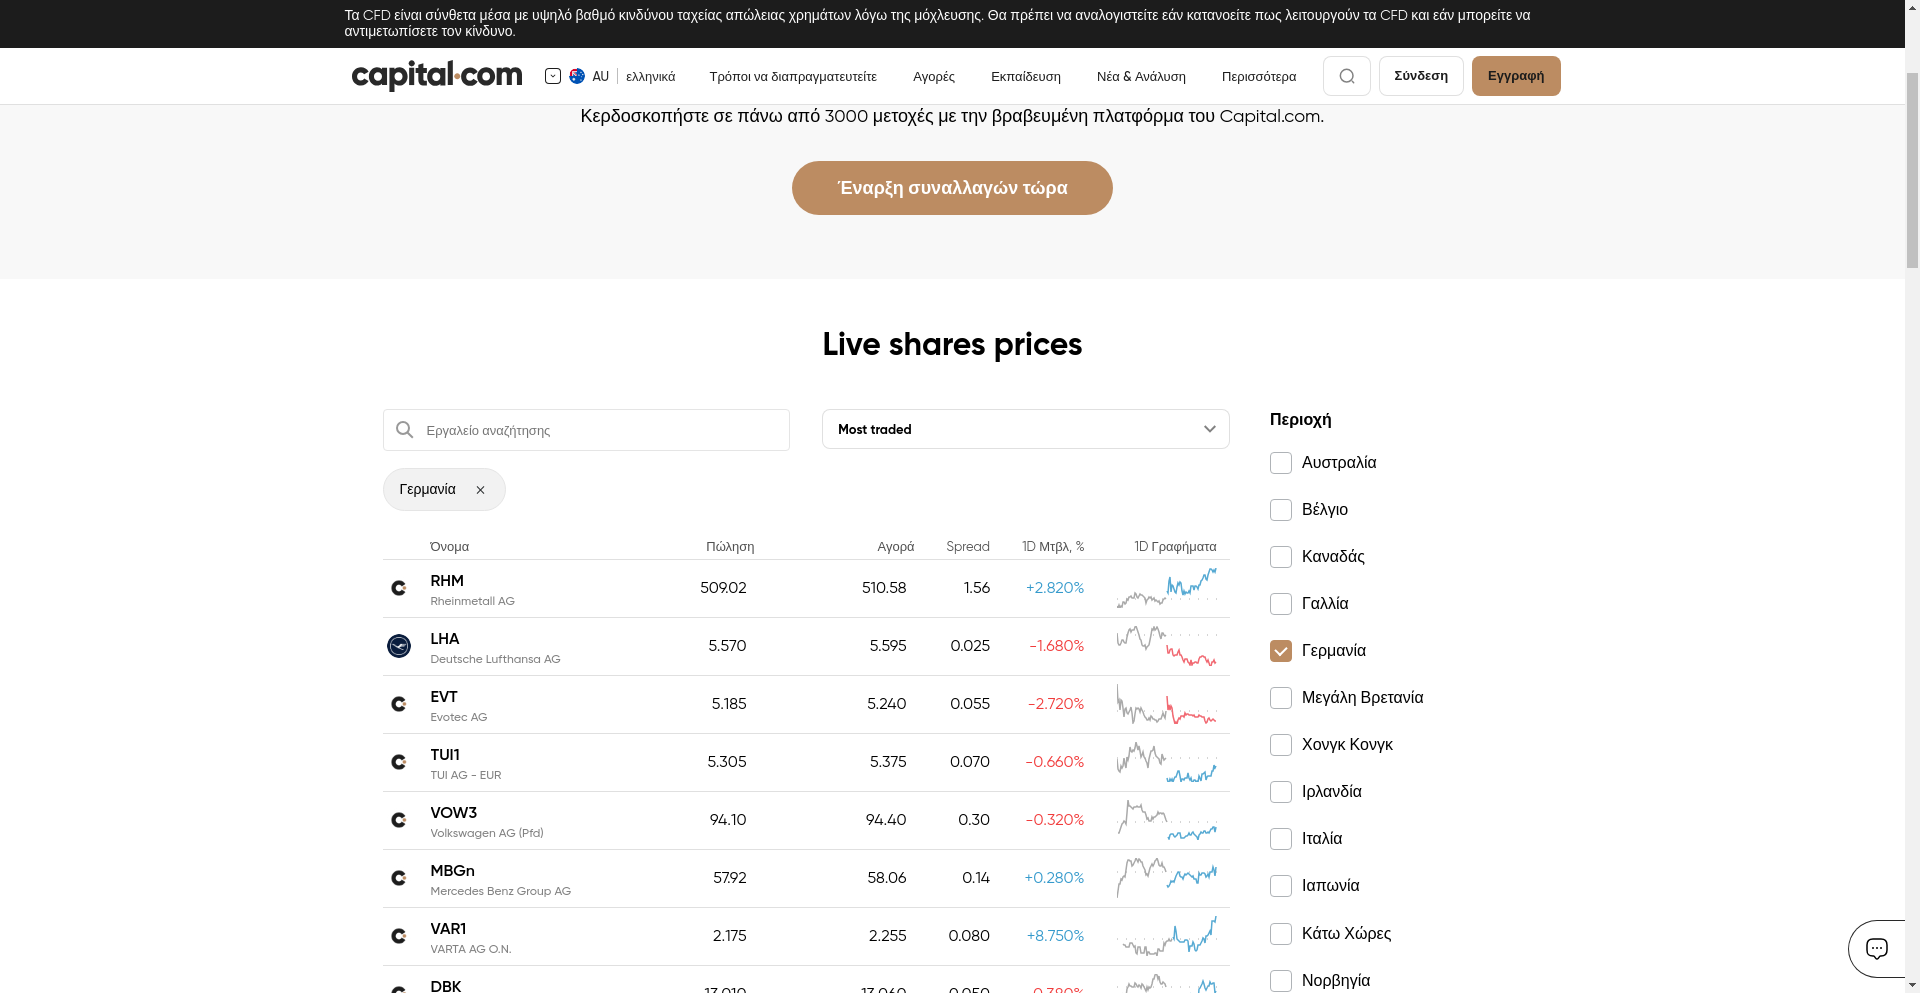 Τα CFD είναι σύνθετα μέσα με υψηλό βαθμό κινδύνου ταχείας απώλειας χρημάτων λόγω της μόχλευσης. Θα πρέπει να αναλογιστείτε εάν κατανοείτε πως λειτουργούν τα CFD και εάν μπορείτε να
αντιμετωπίσετε τον κίνδυνο.
capital.com AU ελληνικά Τρόποι να διαπραγματευτείτε Αγορές Εκπαίδευση Νέα & Ανάλυση Περισσότερα Σύνδεση Εγγραφή
Κερδοσκοπήστε σε πάνω από 3000 μετοχές με την βραβευμένη πλατφόρμα του Capital.com.
Έναρξη συναλλαγών τώρα
Live shares prices
Εργαλείο αναζήτησης
Most traded
Γερμανία
Όνομα Πώληση Αγορά Spread 1D Μτβλ, % 1D Γραφήματα
RHM 509.02 510.58 1.56 +2.820%
Rheinmetall AG
LHA 5.570 5.595 0.025 -1.680%
Deutsche Lufthansa AG
EVT 5.185 5.240 0.055 -2.720%
Evotec AG
TUI1 5.305 5.375 0.070 -0.660%
TUI AG - EUR
VOW3 94.10 94.40 0.30 -0.320%
Volkswagen AG (Pfd)
MBGn 57.92 58.06 0.14 +0.280%
Mercedes Benz Group AG
VAR1 2.175 2.255 0.080 +8.750%
VARTA AG O.N.
DBK 13.010 13.060 0.050 -0.380%
Περιοχή
Αυστραλία
Βέλγιο
Καναδάς
Γαλλία
Γερμανία
Μεγάλη Βρετανία
Χονγκ Κονγκ
Ιρλανδία
Ιταλία
Ιαπωνία
Κάτω Χώρες
Νορβηγία